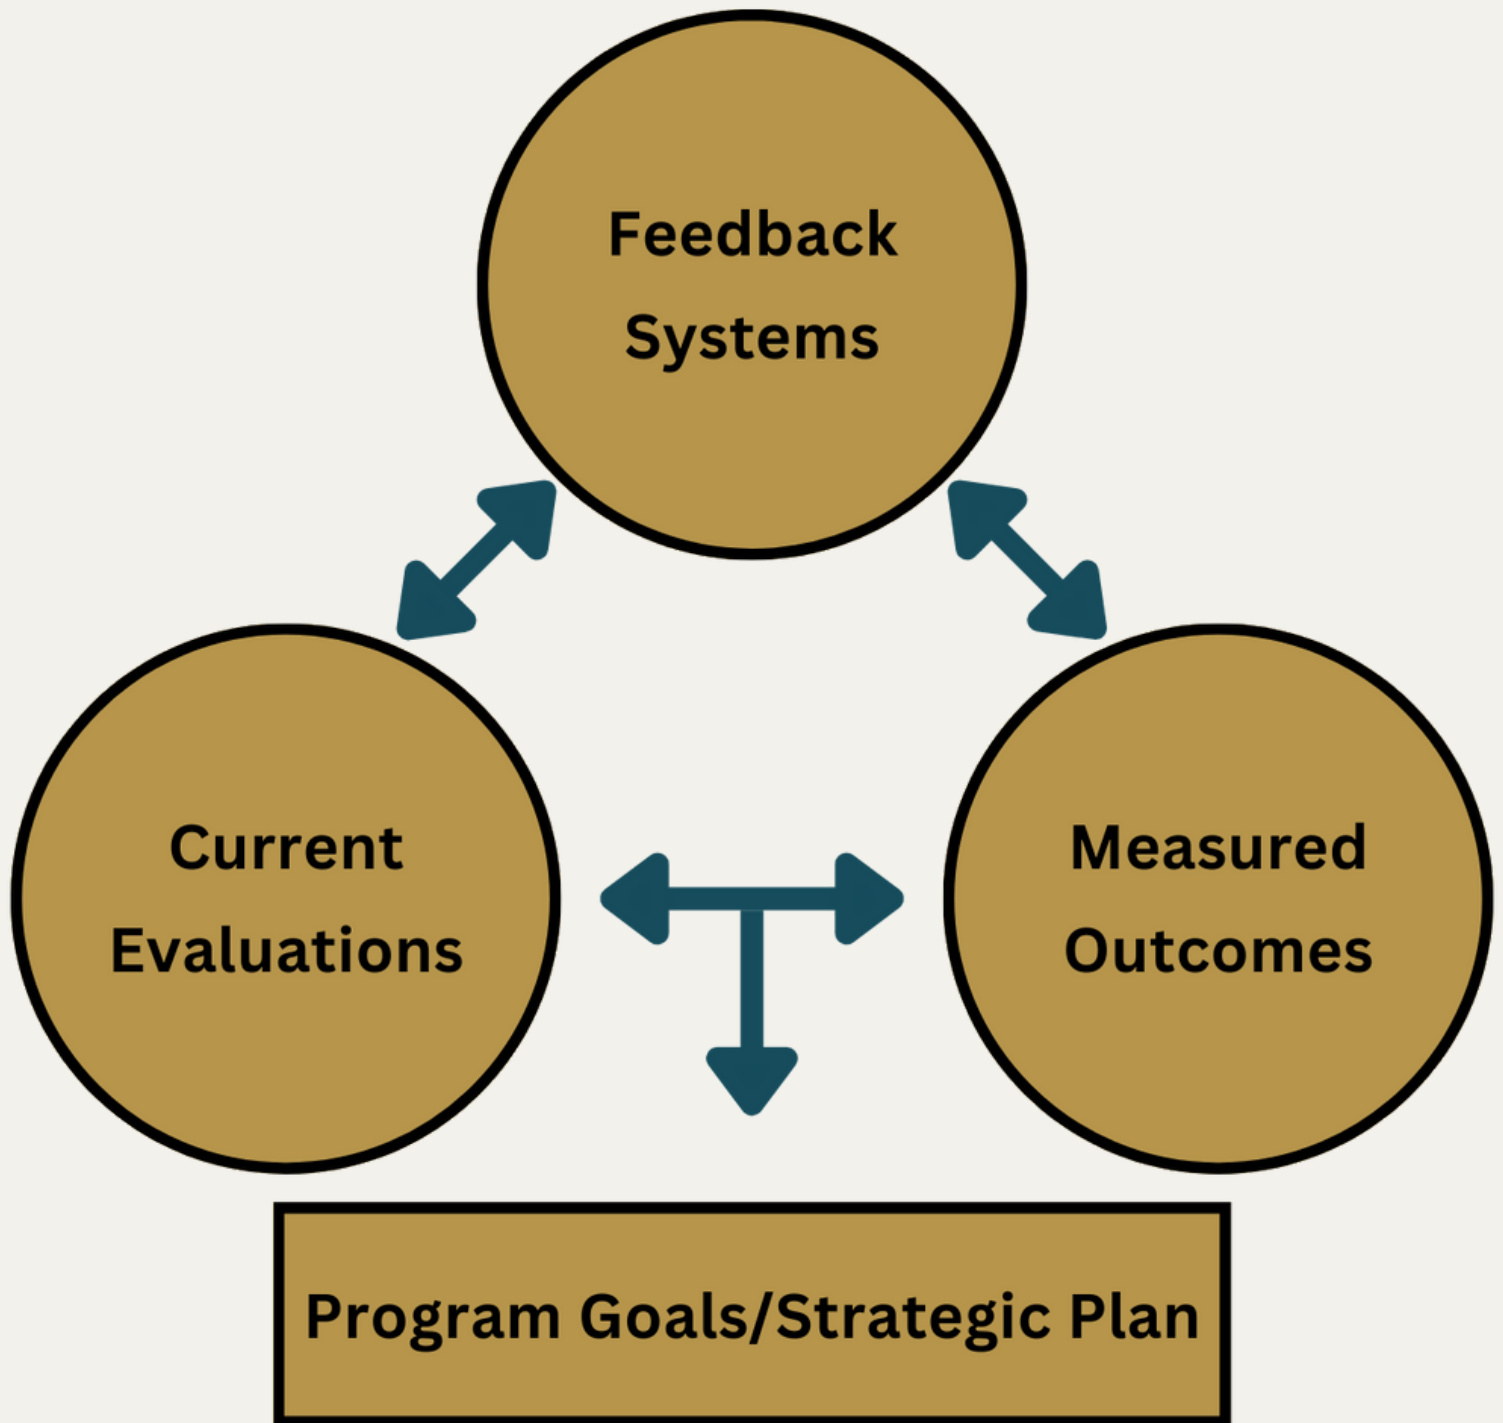 Feedback
Systems
Current
Evaluations
Measured
Outcomes
Program Goals/Strategic Plan